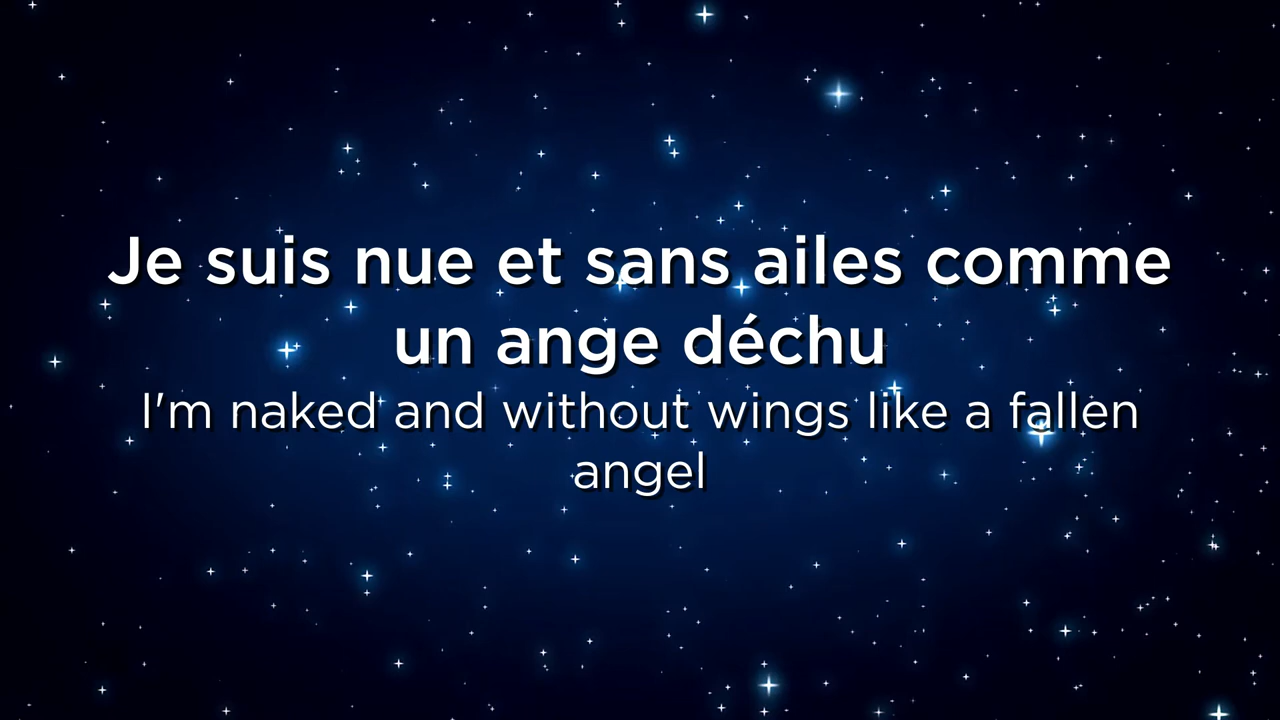 Je suis nue et sans ailes comme
un ange déchu
I'm naked and without wings like a fallen
angel